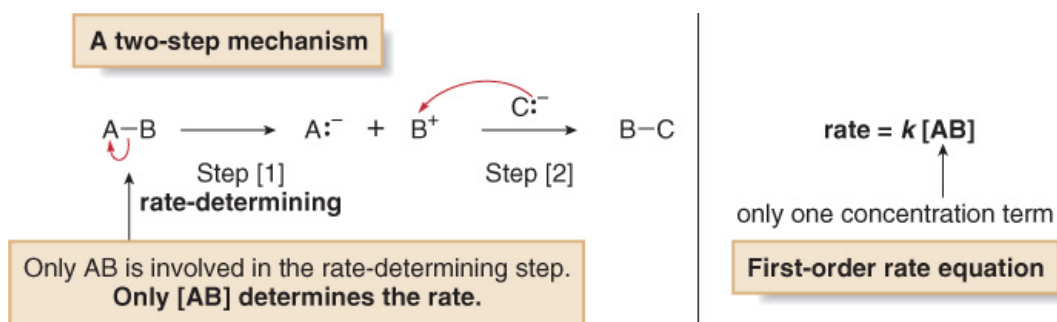 A two-step mechanism
A–B → A:⁻ + B⁺ C:⁻ → B–C
Step [1]
rate-determining
Step [2]
Only AB is involved in the rate-determining step.
Only [AB] determines the rate.
rate = k [AB]
only one concentration term
First-order rate equation